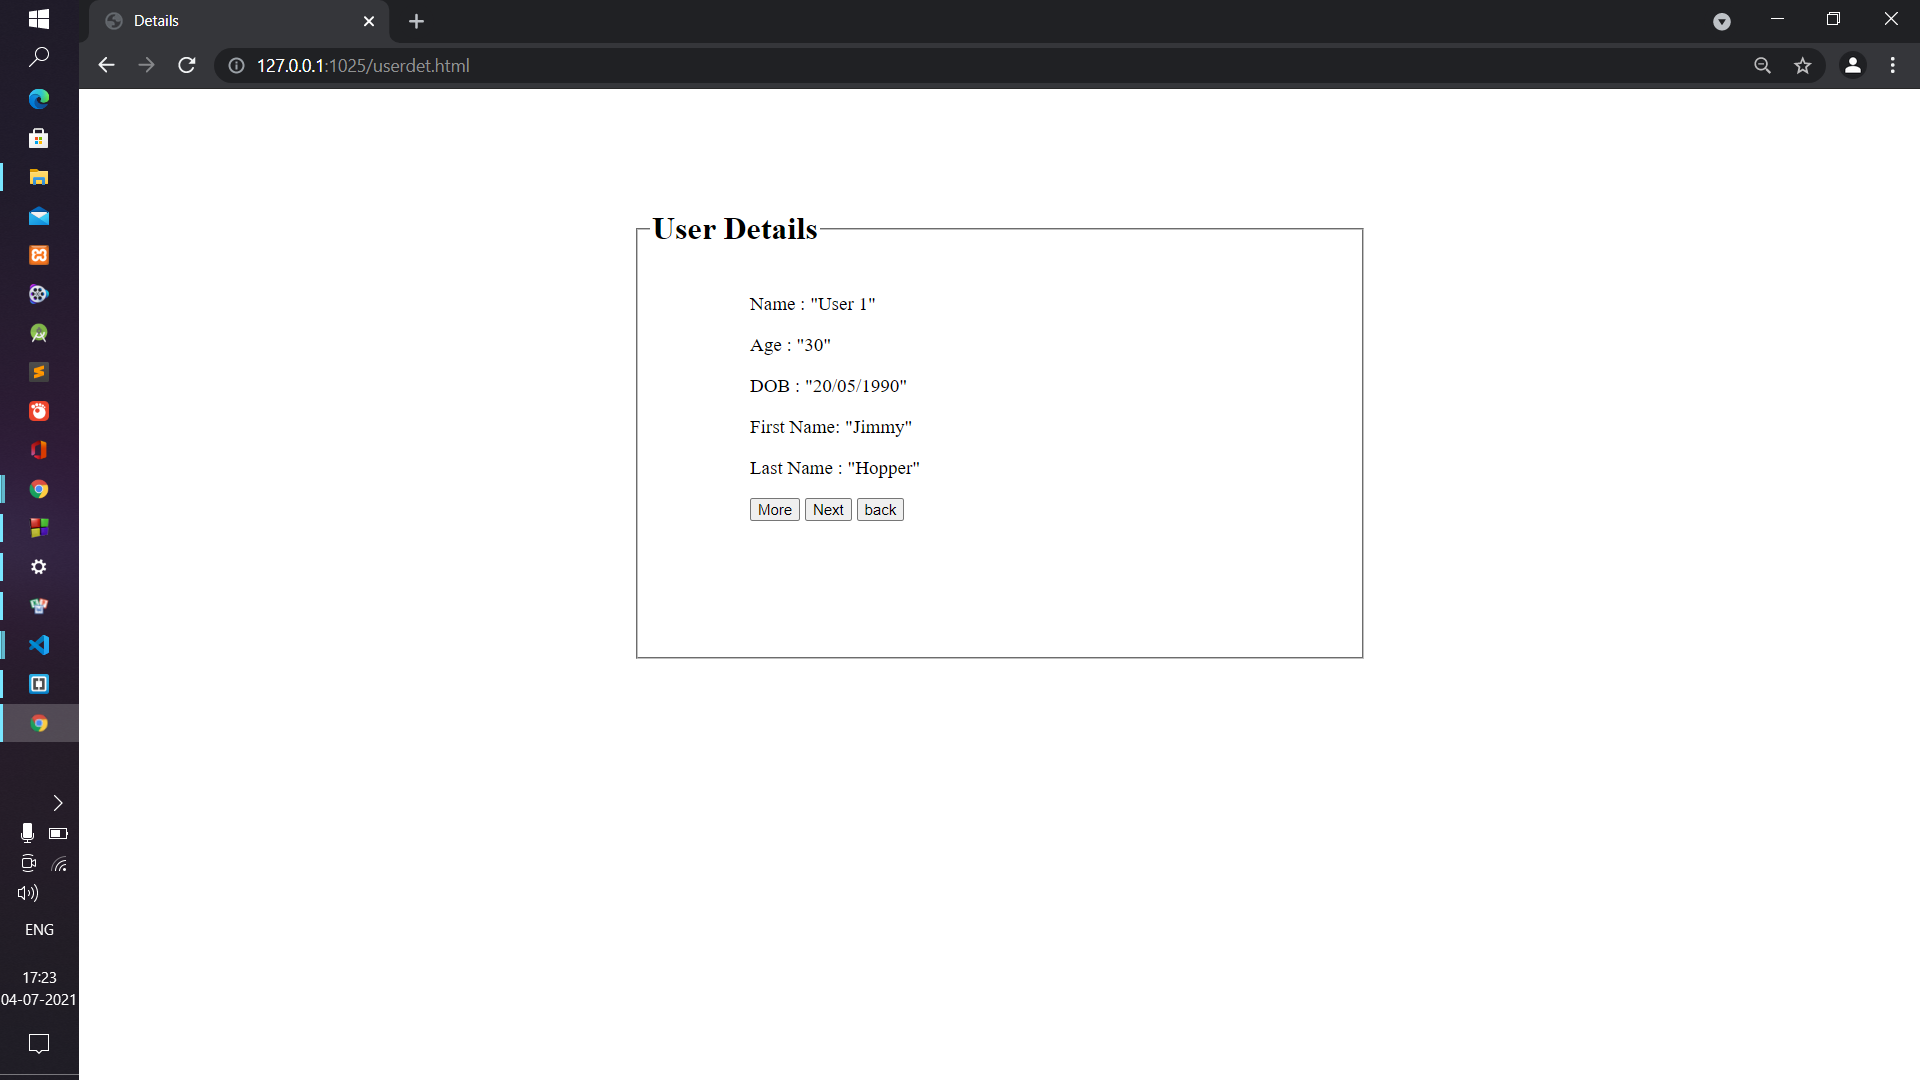 Details
127.0.0.1:1025/userdet.html
User Details
Name : "User 1"
Age : "30"
DOB : "20/05/1990"
First Name: "Jimmy"
Last Name : "Hopper"
More Next back
ENG
17:23
04-07-2021